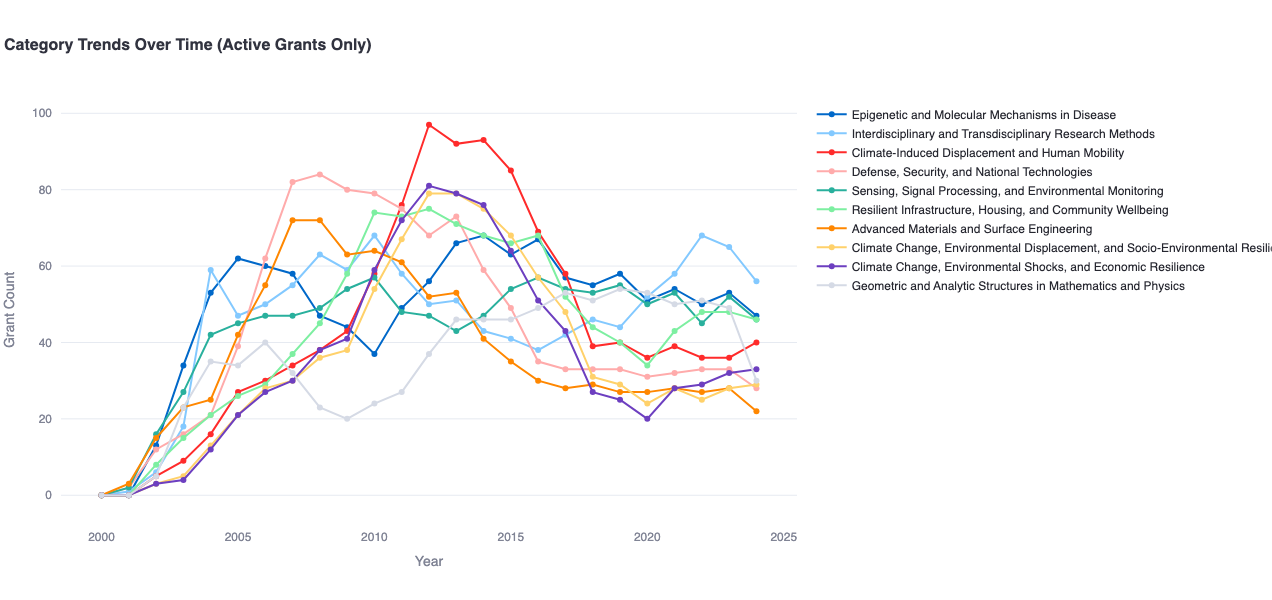 Category Trends Over Time (Active Grants Only)
100
80
60
40
20
0
Grant Count
2000
2005
2010
2015
2020
2025
Year
Epigenetic and Molecular Mechanisms in Disease
Interdisciplinary and Transdisciplinary Research Methods
Climate-Induced Displacement and Human Mobility
Defense, Security, and National Technologies
Sensing, Signal Processing, and Environmental Monitoring
Resilient Infrastructure, Housing, and Community Wellbeing
Advanced Materials and Surface Engineering
Climate Change, Environmental Displacement, and Socio-Environmental Resili
Climate Change, Environmental Shocks, and Economic Resilience
Geometric and Analytic Structures in Mathematics and Physics